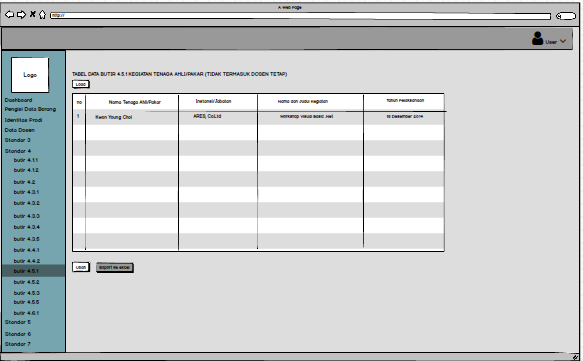 A Web Page
http://
User
Logo
TABEL DATA BUTIR 4.5.1 KEGIATAN TENAGA AHLI/PAKAR (TIDAK TERMASUK DOSEN TETAP)
Load
no Nama Tenaga Ahli/Pakar Instansi/Jabatan Nama dan Judul Kegiatan Tahun Pelaksanaan
1 Kwon Young Choi ARES, Co.Ltd Workshop Visual Basic .Net 18 Desember 2014
Dashboard
Pengisi Data Borang
Identitas Prodi
Data Dosen
Standar 3
Standar 4
butir 4.1.1
butir 4.1.2
butir 4.2
butir 4.3.1
butir 4.3.2
butir 4.3.3
butir 4.3.4
butir 4.3.5
butir 4.4.1
butir 4.4.2
butir 4.5.1
butir 4.5.2
butir 4.5.3
butir 4.5.5
butir 4.6.1
Standar 5
Standar 6
Standar 7
Export ke excel